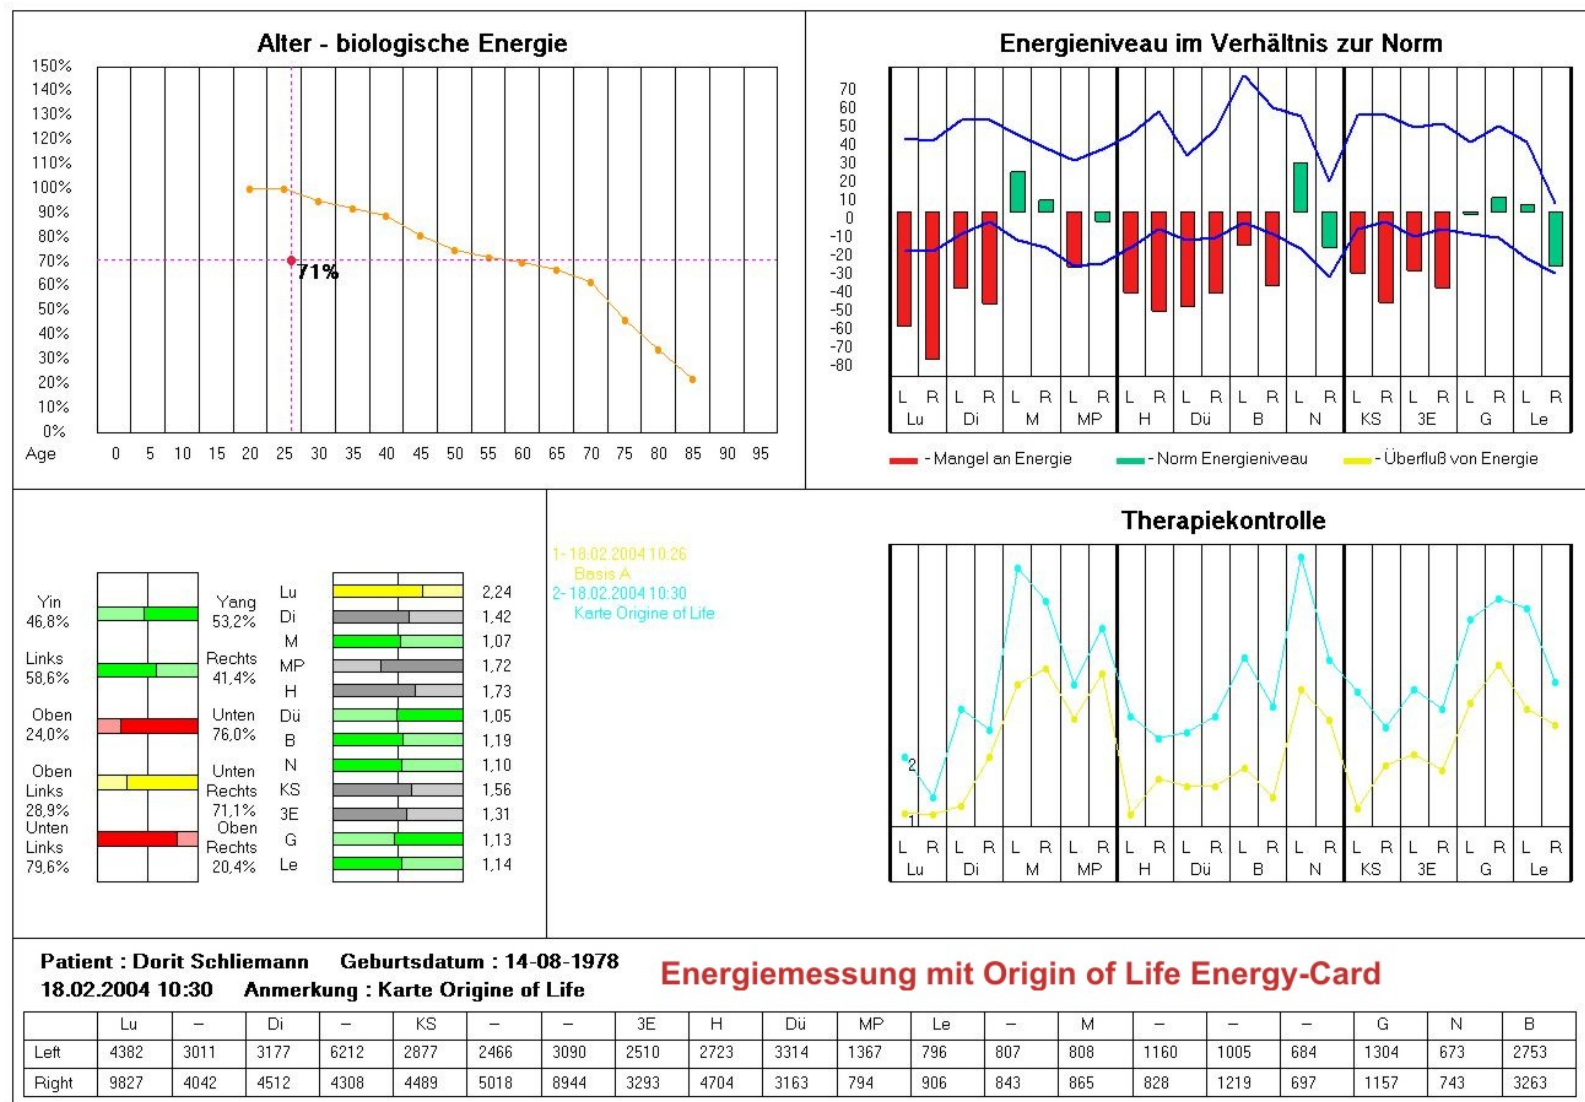 Alter - biologische Energie
150%
140%
130%
120%
110%
100%
90%
80%
70%
60%
50%
40%
30%
20%
10%
0%
71%
Age 0 5 10 15 20 25 30 35 40 45 50 55 60 65 70 75 80 85 90 95
Energieniveau im Verhältnis zur Norm
70
60
50
40
30
20
10
0
-10
-20
-30
-40
-50
-60
-70
-80
L R L R L R L R L R L R L R L R L R L R L R L R
Lu Di M MP H Dü B N KS 3E G Le
- Mangel an Energie - Norm Energieniveau - Überfluß von Energie
Yin Yang
46,8% 53,2%
Links Rechts
58,6% 41,4%
Oben Unten
24,0% 76,0%
Oben Unten
Links Rechts
28,9% 71,1%
Unten Oben
Links Rechts
79,6% 20,4%
Lu 2,24
Di 1,42
M 1,07
MP 1,72
H 1,73
Dü 1,05
B 1,19
N 1,10
KS 1,56
3E 1,31
G 1,13
Le 1,14
1- 18.02.2004 10:26
Basis A
2- 18.02.2004 10:30
Karte Origine of Life
Therapiekontrolle
2
1
L R L R L R L R L R L R L R L R L R L R L R L R
Lu Di M MP H Dü B N KS 3E G Le
Patient : Dorit Schliemann Geburtsdatum : 14-08-1978
18.02.2004 10:30 Anmerkung : Karte Origine of Life
Energiemessung mit Origin of Life Energy-Card
Lu – Di – KS – – 3E H Dü MP Le – M – – – G N B
Left 4382 3011 3177 6212 2877 2466 3090 2510 2723 3314 1367 796 807 808 1160 1005 684 1304 673 2753
Right 9827 4042 4512 4308 4489 5018 8944 3293 4704 3163 794 906 843 865 828 1219 697 1157 743 3263